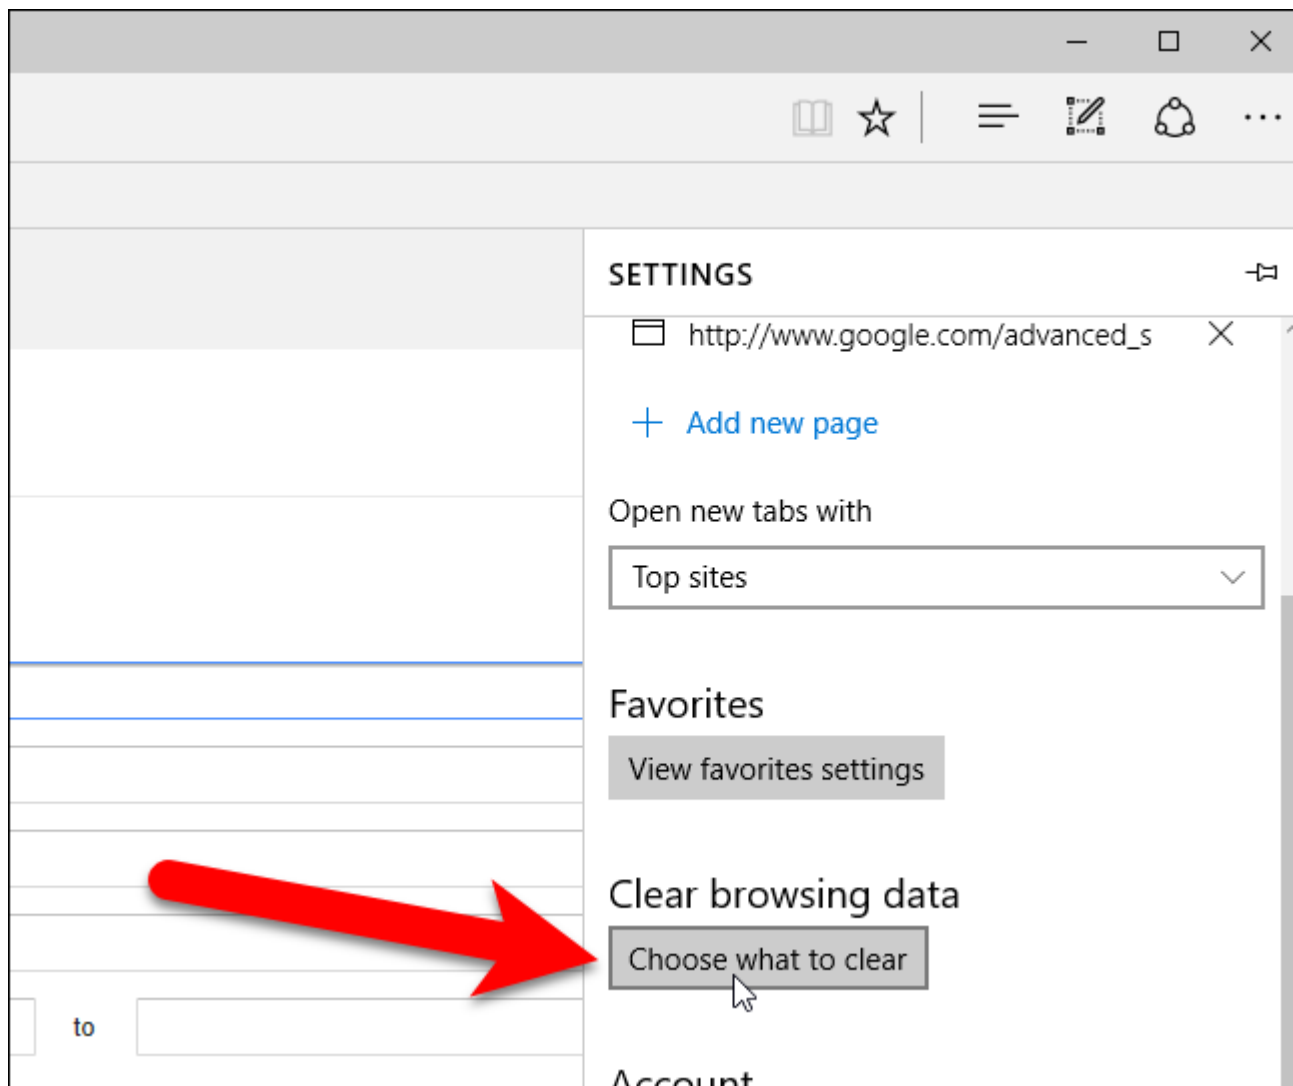 SETTINGS
http://www.google.com/advanced_s
Add new page
Open new tabs with
Top sites
Favorites
View favorites settings
Clear browsing data
Choose what to clear
to
Account